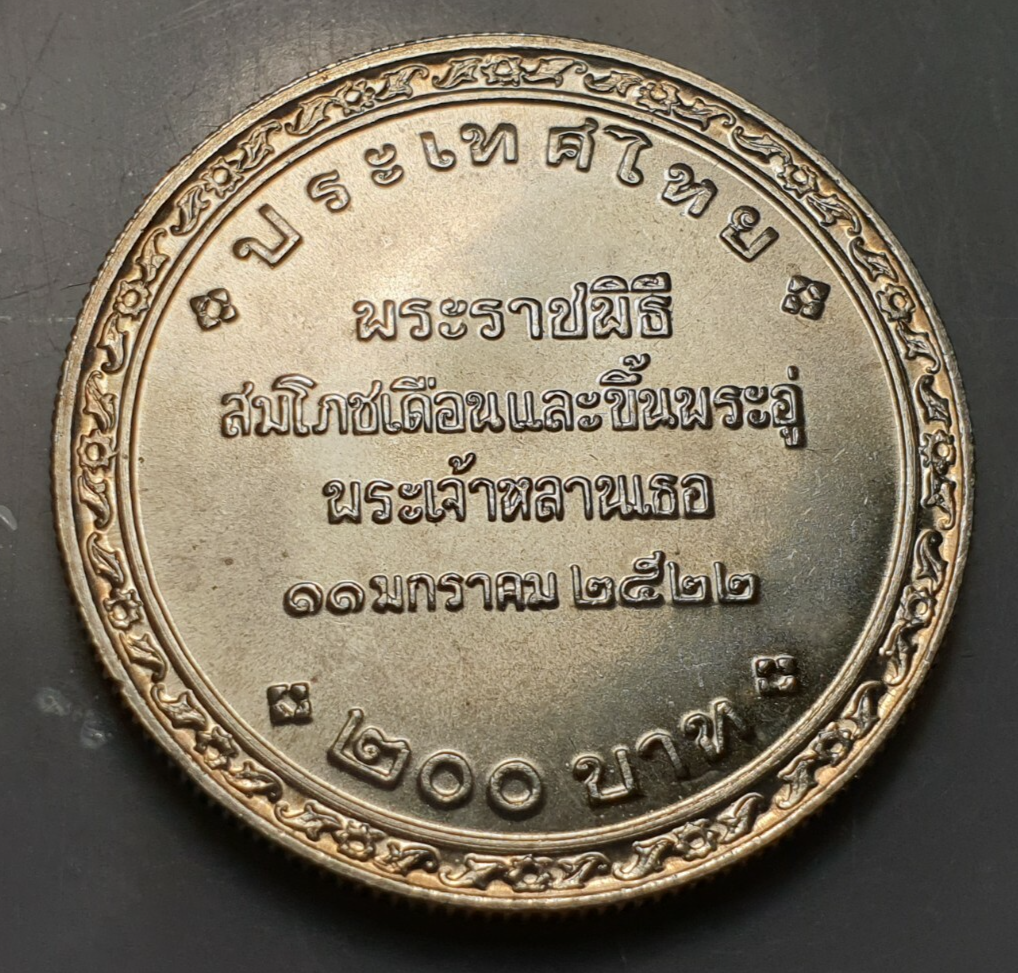 ประเทศไทย
พระราชพิธี
สมโภชเดือนและขึ้นพระอู่
พระเจ้าหลานเธอ
๑๑ มกราคม ๒๕๒๒
๒๐๐ บาท